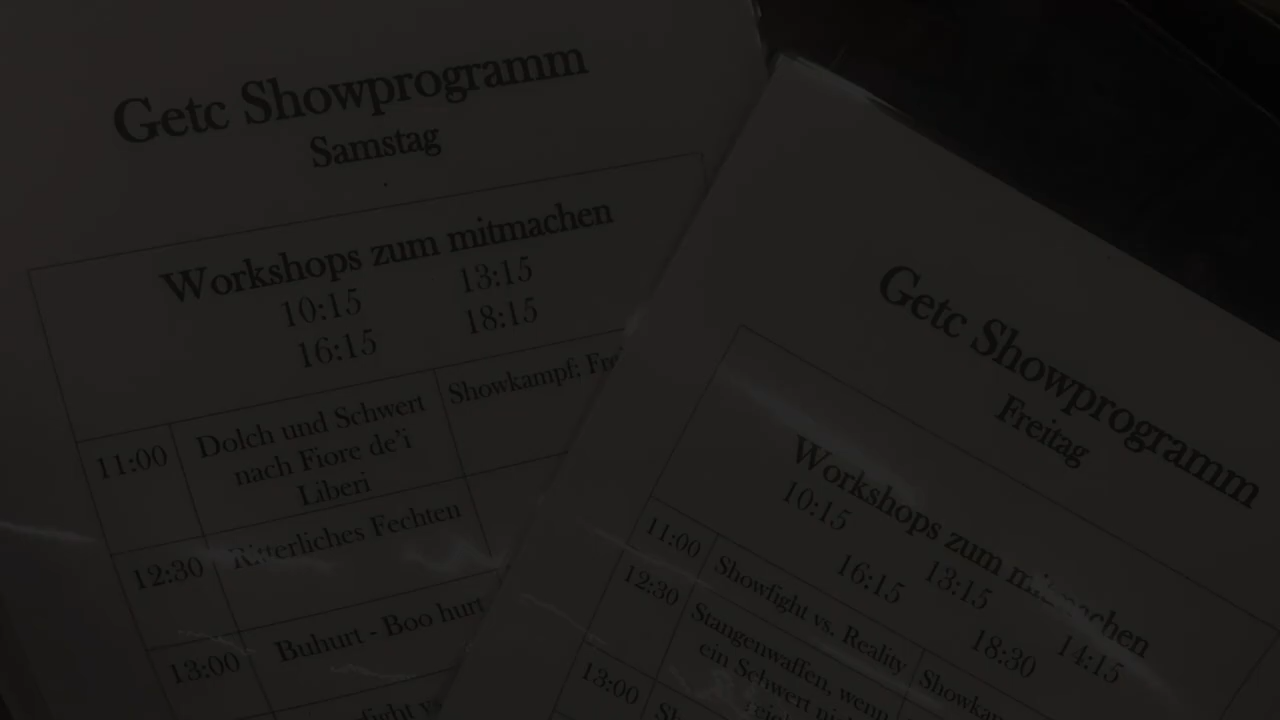 Getc Showprogramm
Samstag
Workshops zum mitmachen
10:15 13:15
16:15 18:15
11:00 Dolch und Schwert
nach Fiore de'i
Liberi
Showkampf;
12:30 Ritterliches Fechten
13:00 Buhurt - Boo hurt
Getc Showprogramm
Freitag
Workshops zum mitmachen
10:15 13:15 14:15
16:15 18:30
11:00 Showfight vs. Reality
12:30 Stangenwaffen, wenn
ein Schwert
13:00